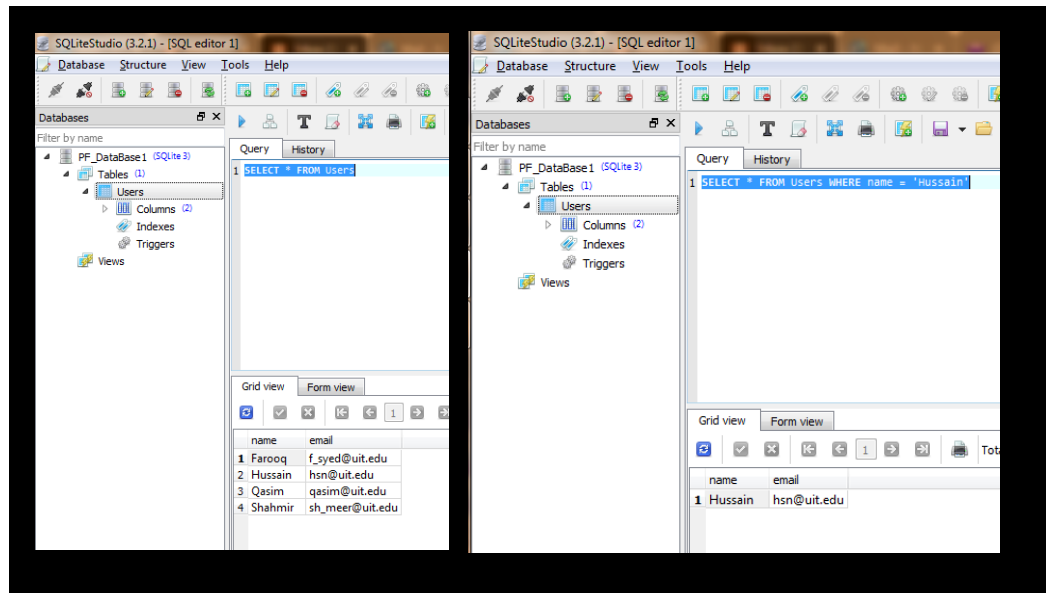 SQLiteStudio (3.2.1) - [SQL editor 1]
Database Structure View Tools Help
Databases
Filter by name
PF_DataBase1 (SQLite 3)
Tables (1)
Users
Columns (2)
Indexes
Triggers
Views
Query History
1 SELECT * FROM Users
Grid view Form view
1
name email
1 Farooq f_syed@uit.edu
2 Hussain hsn@uit.edu
3 Qasim qasim@uit.edu
4 Shahmir sh_meer@uit.edu
SQLiteStudio (3.2.1) - [SQL editor 1]
Database Structure View Tools Help
Databases
Filter by name
PF_DataBase1 (SQLite 3)
Tables (1)
Users
Columns (2)
Indexes
Triggers
Views
Query History
1 SELECT * FROM Users WHERE name = 'Hussain'
Grid view Form view
1
name email
1 Hussain hsn@uit.edu